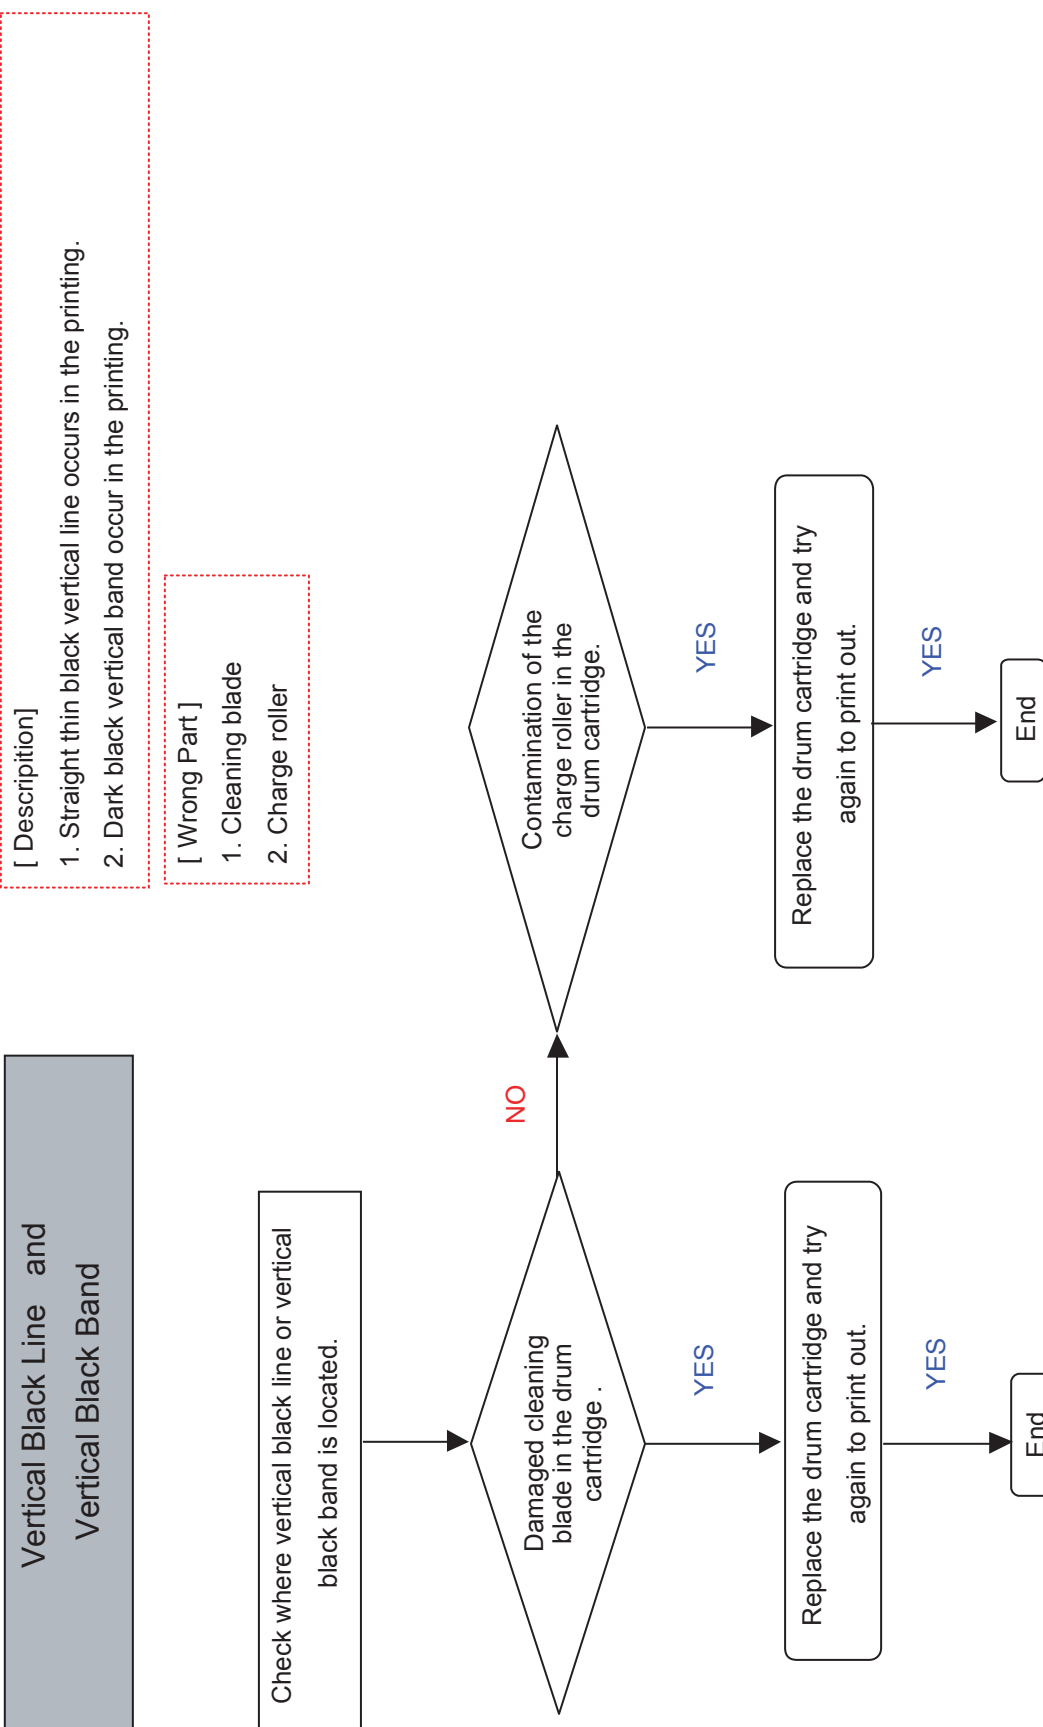 Vertical Black Line and
Vertical Black Band
[ Descripition]
1. Straight thin black vertical line occurs in the printing.
2. Dark black vertical band occur in the printing.
[ Wrong Part ]
1. Cleaning blade
2. Charge roller
Check where vertical black line or vertical
black band is located.
Damaged cleaning
blade in the drum
cartridge .
NO
Contamination of the
charge roller in the
drum cartridge.
YES
YES
Replace the drum cartridge and try
again to print out.
Replace the drum cartridge and try
again to print out.
YES
YES
End
End